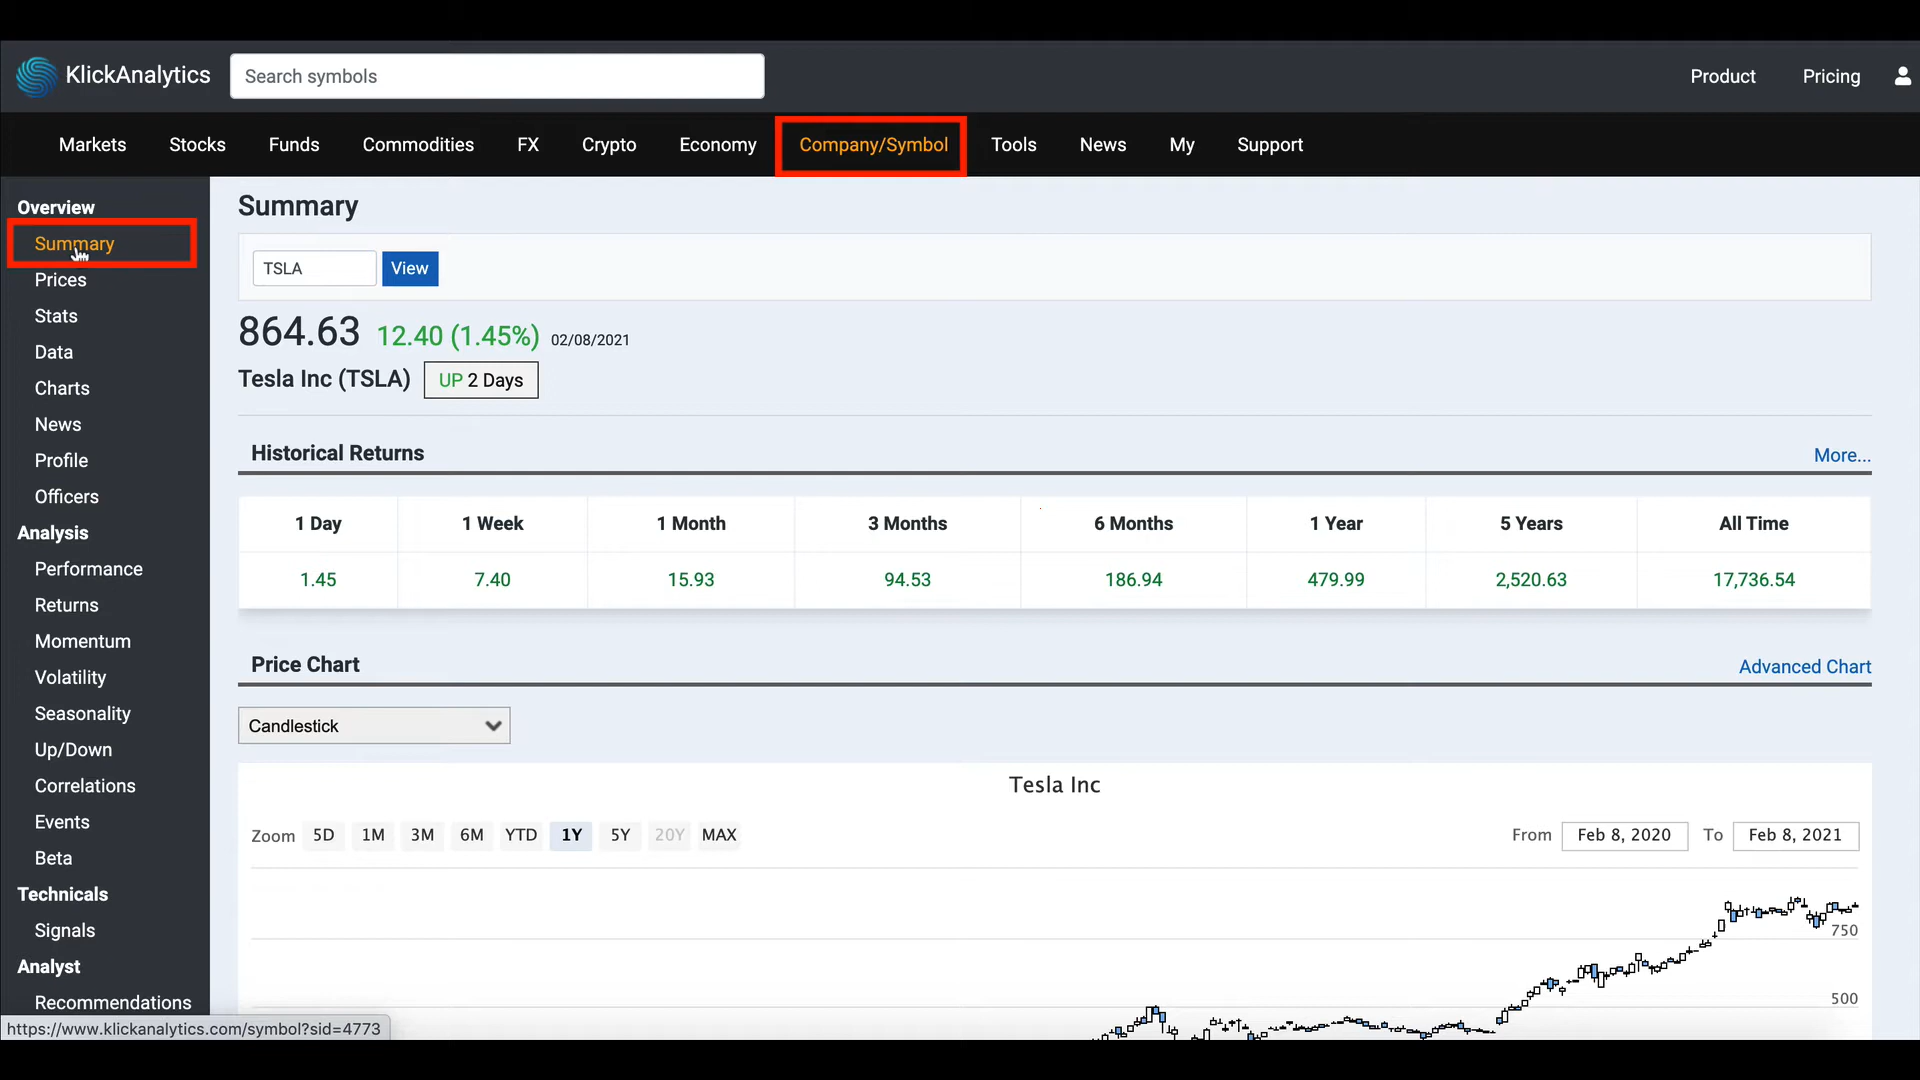 KlickAnalytics
Search symbols
Product
Pricing
Markets
Stocks
Funds
Commodities
FX
Crypto
Economy
Company/Symbol
Tools
News
My
Support
Overview
Summary
Prices
Stats
Data
Charts
News
Profile
Officers
Analysis
Performance
Returns
Momentum
Volatility
Seasonality
Up/Down
Correlations
Events
Beta
Technicals
Signals
Analyst
Recommendations
https://www.klickanalytics.com/symbol?sid=4773
Summary
TSLA
View
864.63 12.40 (1.45%) 02/08/2021
Tesla Inc (TSLA) UP 2 Days
Historical Returns
More...
1 Day 1 Week 1 Month 3 Months 6 Months 1 Year 5 Years All Time
1.45 7.40 15.93 94.53 186.94 479.99 2,520.63 17,736.54
Price Chart
Advanced Chart
Candlestick
Tesla Inc
Zoom 5D 1M 3M 6M YTD 1Y 5Y 20Y MAX
From Feb 8, 2020 To Feb 8, 2021
750
500